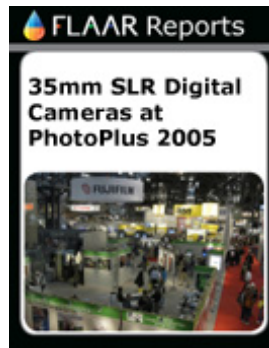 FLAAR Reports
35mm SLR Digital
Cameras at
PhotoPlus 2005
FUJIFILM